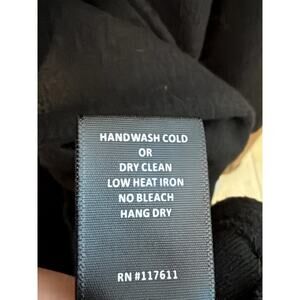 HANDWASH COLD
OR
DRY CLEAN
LOW HEAT IRON
NO BLEACH
HANG DRY
RN #117611